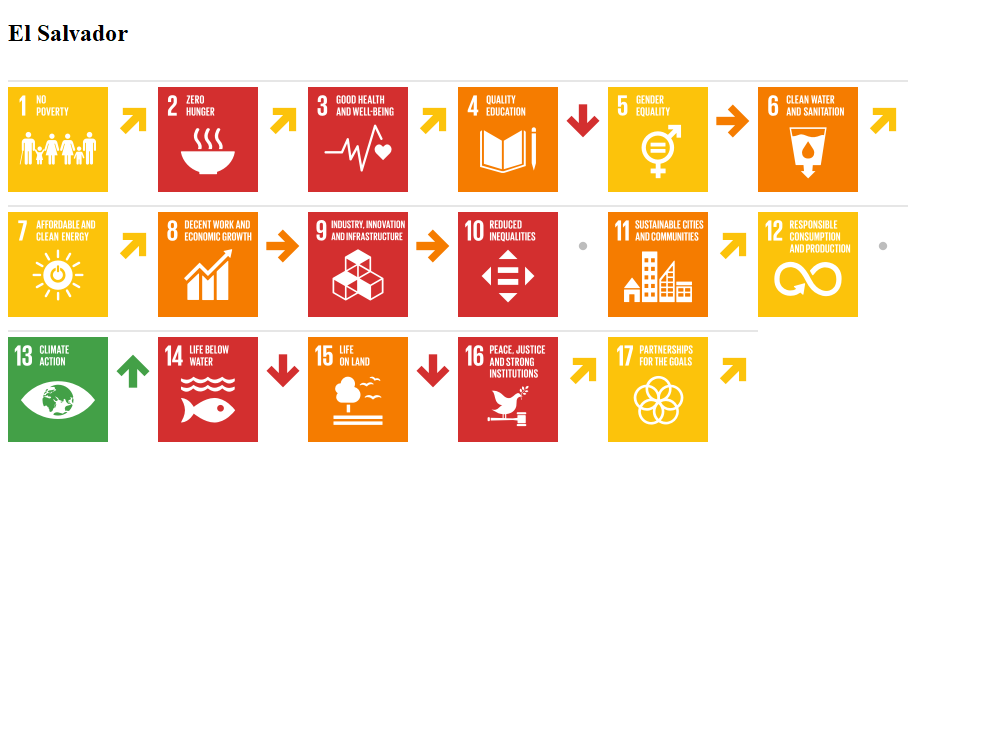 El Salvador
1 NO
POVERTY
2 ZERO
HUNGER
3 GOOD HEALTH
AND WELL-BEING
4 QUALITY
EDUCATION
5 GENDER
EQUALITY
6 CLEAN WATER
AND SANITATION
7 AFFORDABLE AND
CLEAN ENERGY
8 DECENT WORK AND
ECONOMIC GROWTH
9 INDUSTRY, INNOVATION
AND INFRASTRUCTURE
10 REDUCED
INEQUALITIES
11 SUSTAINABLE CITIES
AND COMMUNITIES
12 RESPONSIBLE
CONSUMPTION
AND PRODUCTION
13 CLIMATE
ACTION
14 LIFE BELOW
WATER
15 LIFE
ON LAND
16 PEACE, JUSTICE
AND STRONG
INSTITUTIONS
17 PARTNERSHIPS
FOR THE GOALS